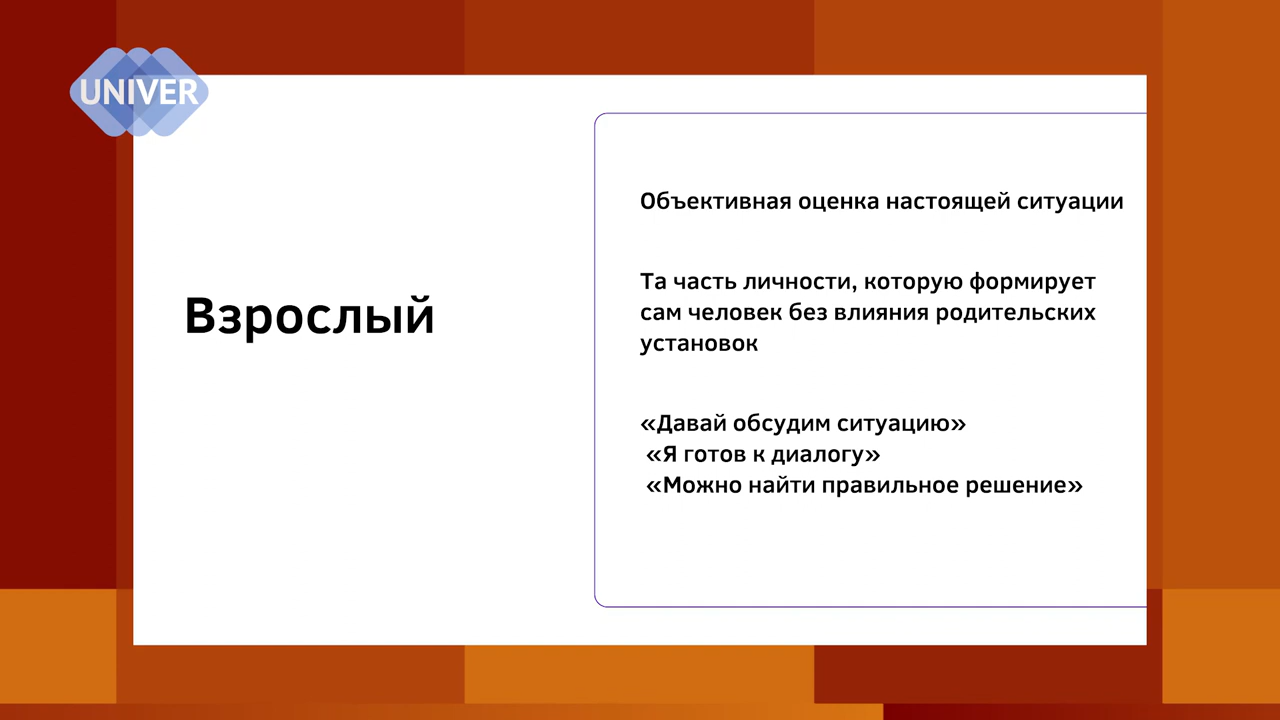 UNIVER
Взрослый
Объективная оценка настоящей ситуации
Та часть личности, которую формирует
сам человек без влияния родительских
установок
«Давай обсудим ситуацию»
«Я готов к диалогу»
«Можно найти правильное решение»